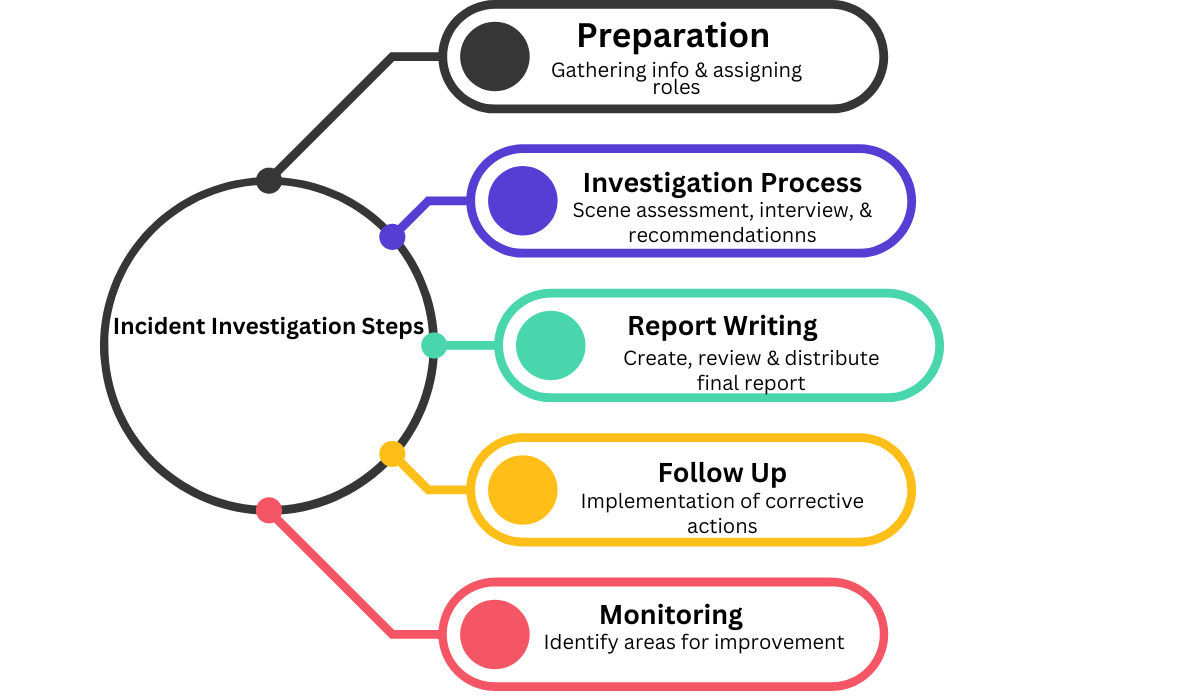 Preparation
Gathering info & assigning
roles
Investigation Process
Scene assessment, interview, &
recommendationns
Incident Investigation Steps
Report Writing
Create, review & distribute
final report
Follow Up
Implementation of corrective
actions
Monitoring
Identify areas for improvement